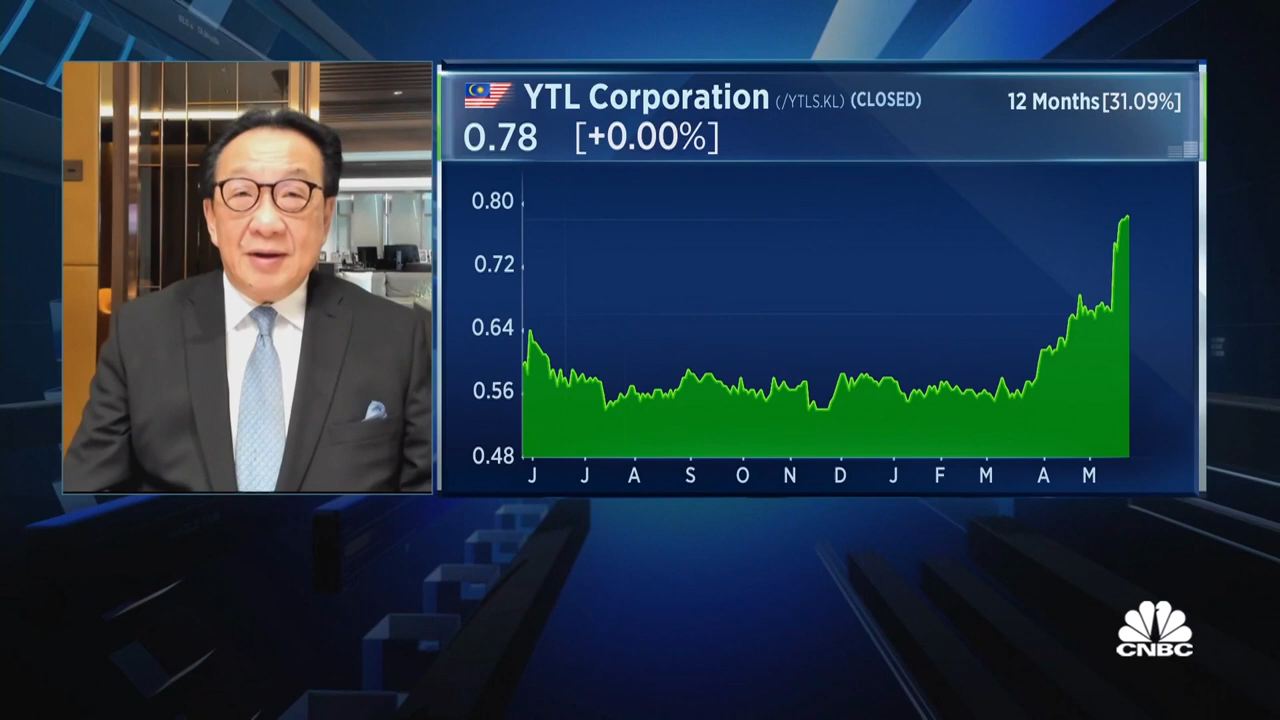 YTL Corporation (/YTLS.KL) (CLOSED) 12 Months[31.09%]
0.78 [+0.00%]
0.80
0.72
0.64
0.56
0.48
J J A S O N D J F M A M
CNBC